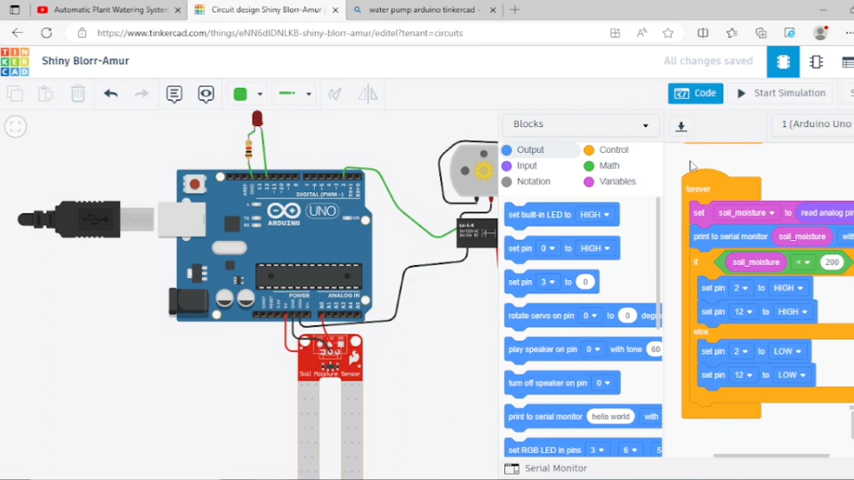 Automatic Plant Watering System
Circuit design Shiny Blorr-Amur
water pump arduino tinkercad
https://www.tinkercad.com/things/eNN6dIDNLKB-shiny-blorr-amur/editel?tenant=circuits
TIN
KER
CAD
Shiny Blorr-Amur
All changes saved
Code
Start Simulation
Blocks
1 (Arduino Uno
Output
Control
Input
Math
Notation
Variables
set built-in LED to HIGH
set pin 0 to HIGH
set pin 3 to 0
rotate servo on pin 0 to 0 degre
play speaker on pin 0 with tone 60
turn off speaker on pin 0
print to serial monitor hello world with
set RGB LED in pins 3 6 5
forever
set soil_moisture to read analog pin
print to serial monitor soil_moisture with
if soil_moisture < 200
set pin 2 to HIGH
set pin 12 to HIGH
else
set pin 2 to LOW
set pin 12 to LOW
Serial Monitor
DIGITAL (PWM~)
ARDUINO
UNO
POWER
ANALOG IN
Soil Moisture Sensor